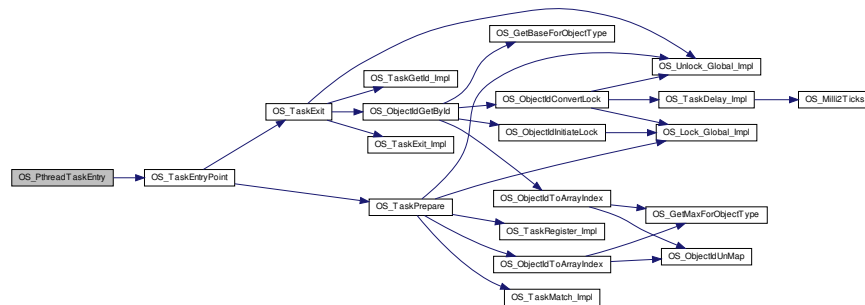 OS_GetBaseForObjectType
OS_Unlock_Global_Impl
OS_TaskGetId_Impl
OS_ObjectIdConvertLock
OS_TaskDelay_Impl
OS_Milli2Ticks
OS_TaskExit
OS_ObjectIdGetById
OS_ObjectIdInitiateLock
OS_Lock_Global_Impl
OS_TaskExit_Impl
OS_PthreadTaskEntry
OS_TaskEntryPoint
OS_ObjectIdToArrayIndex
OS_TaskPrepare
OS_GetMaxForObjectType
OS_TaskRegister_Impl
OS_ObjectIdUnMap
OS_ObjectIdToArrayIndex
OS_TaskMatch_Impl